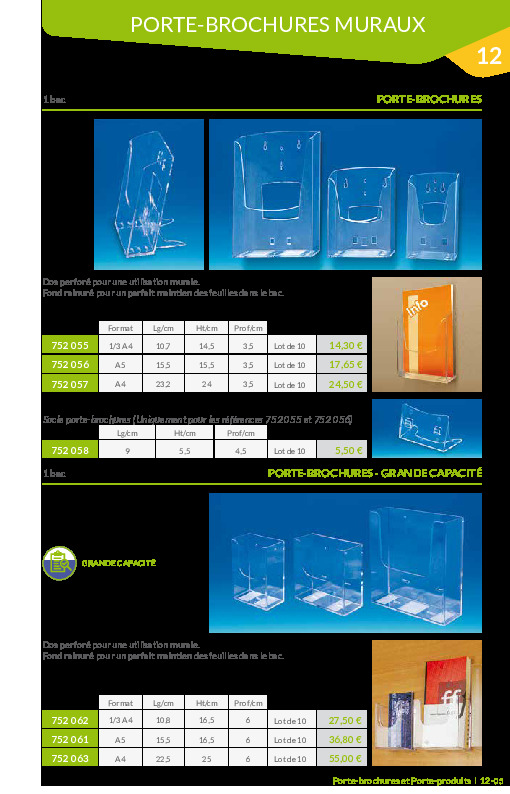 PORTE-BROCHURES MURAUX
12
1 bac PORTE-BROCHURES
Dos perforé pour une utilisation murale.
Fond rainuré pour un parfait maintien des feuilles dans le bac.
Info
Format Lg/cm Ht/cm Prof/cm
752 055 1/3 A4 10,7 14,5 3,5 Lot de 10 14,30 €
752 056 A5 15,5 15,5 3,5 Lot de 10 17,65 €
752 057 A4 23,2 24 3,5 Lot de 10 24,50 €
Socle porte-brochures (Uniquement pour les références 752 055 et 752 056)
Lg/cm Ht/cm Prof/cm
752 058 9 5,5 4,5 Lot de 10 5,50 €
1 bac PORTE-BROCHURES - GRANDE CAPACITÉ
GRANDE CAPACITÉ
Dos perforé pour une utilisation murale.
Fond rainuré pour un parfait maintien des feuilles dans le bac.
ff
Format Lg/cm Ht/cm Prof/cm
752 062 1/3 A4 10,8 16,5 6 Lot de 10 27,50 €
752 061 A5 15,5 16,5 6 Lot de 10 36,80 €
752 063 A4 22,5 25 6 Lot de 10 55,00 €
Porte-brochures et Porte-produits | 12-05